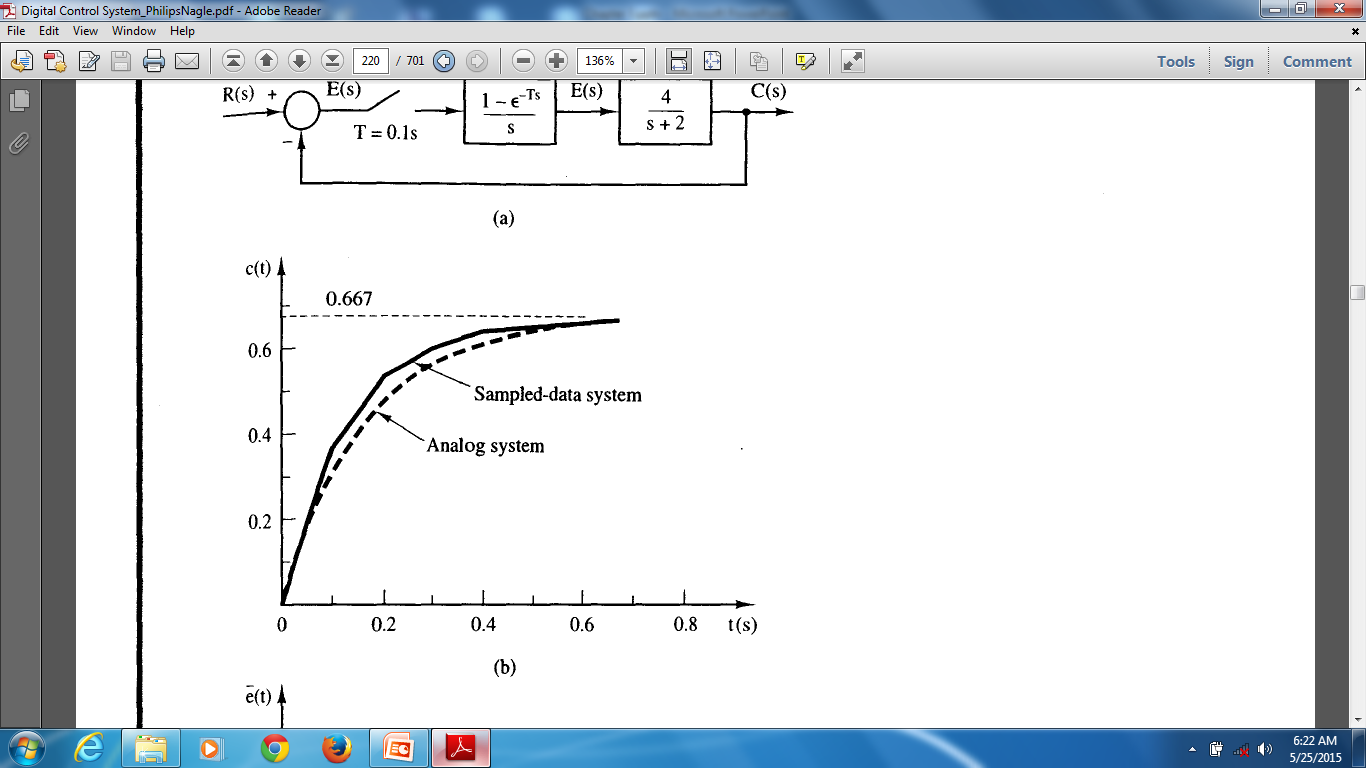 Digital Control System_PhilipsNagle.pdf - Adobe Reader
File Edit View Window Help
220 / 701 136% Tools Sign Comment
R(s) + E(s) 1 − ϵ^−Ts E(s) 4 C(s)
s s + 2
− T = 0.1s
(a)
c(t)
0.667
0.6
Sampled-data system
0.4
Analog system
0.2
0 0.2 0.4 0.6 0.8 t(s)
(b)
ē(t)
6:22 AM
5/25/2015